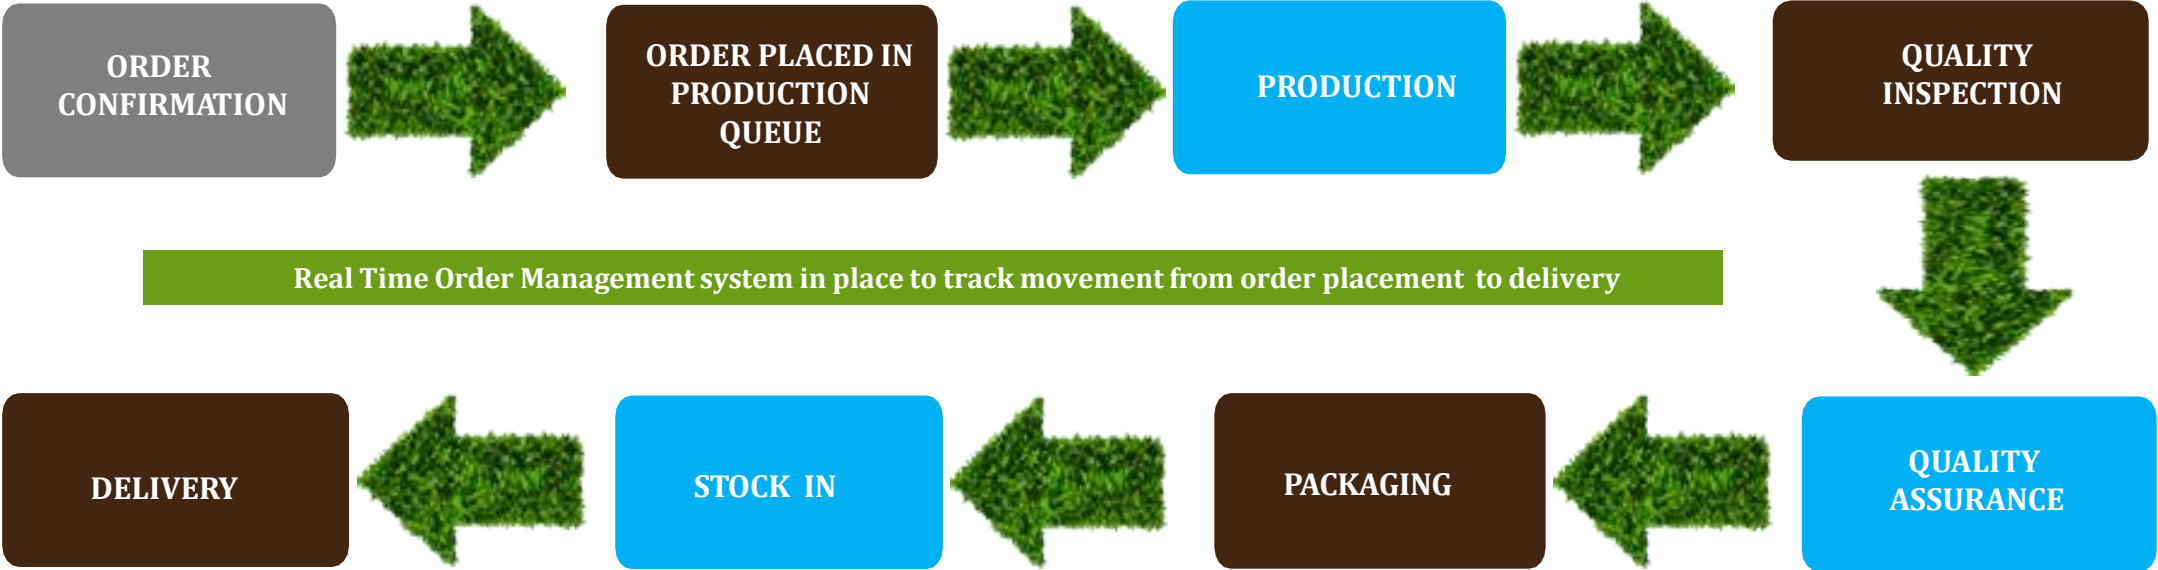 ORDER
CONFIRMATION
ORDER PLACED IN
PRODUCTION
QUEUE
PRODUCTION
QUALITY
INSPECTION
Real Time Order Management system in place to track movement from order placement to delivery
DELIVERY
STOCK IN
PACKAGING
QUALITY
ASSURANCE